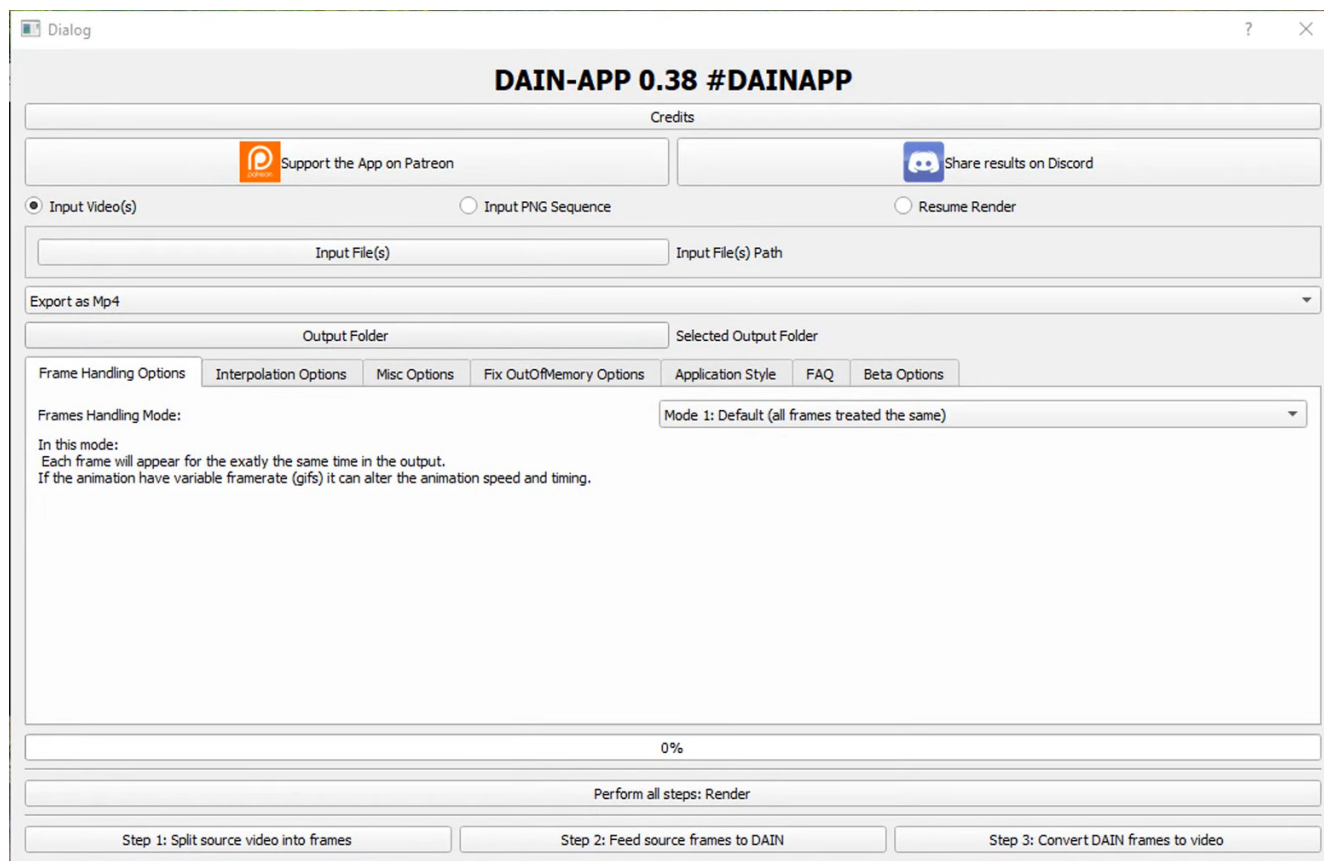 Dialog
?
DAIN-APP 0.38 #DAINAPP
Credits
patreon
Support the App on Patreon
Share results on Discord
Input Video(s)
Input PNG Sequence
Resume Render
Input File(s)
Input File(s) Path
Export as Mp4
Output Folder
Selected Output Folder
Frame Handling Options
Interpolation Options
Misc Options
Fix OutOfMemory Options
Application Style
FAQ
Beta Options
Frames Handling Mode:
Mode 1: Default (all frames treated the same)
In this mode:
Each frame will appear for the exatly the same time in the output.
If the animation have variable framerate (gifs) it can alter the animation speed and timing.
0%
Perform all steps: Render
Step 1: Split source video into frames
Step 2: Feed source frames to DAIN
Step 3: Convert DAIN frames to video